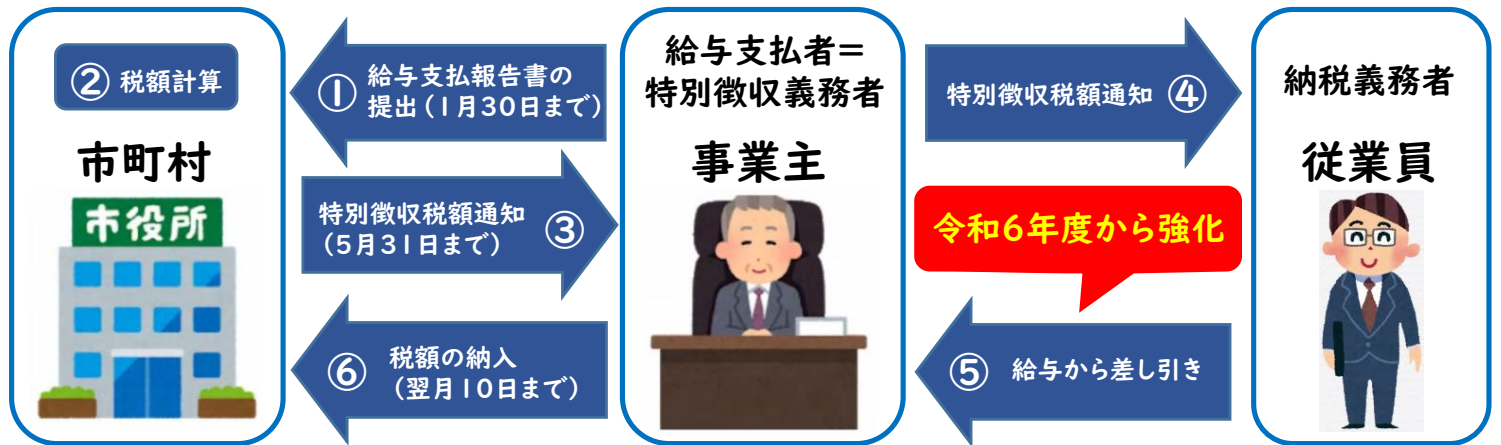 ② 税額計算
市町村
市役所
① 給与支払報告書の
提出(1月30日まで)
特別徴収税額通知
(5月31日まで) ③
⑥ 税額の納入
(翌月10日まで)
給与支払者=
特別徴収義務者
事業主
特別徴収税額通知 ④
令和6年度から強化
⑤ 給与から差し引き
納税義務者
従業員